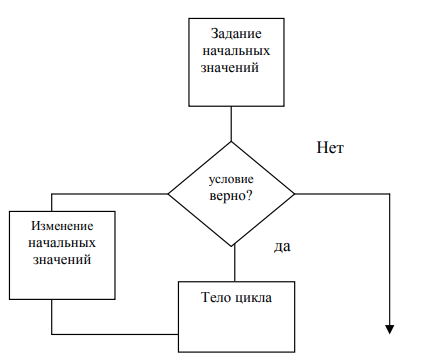 Задание
начальных
значений
Нет
условие
верно?
Изменение
начальных
значений
да
Тело цикла